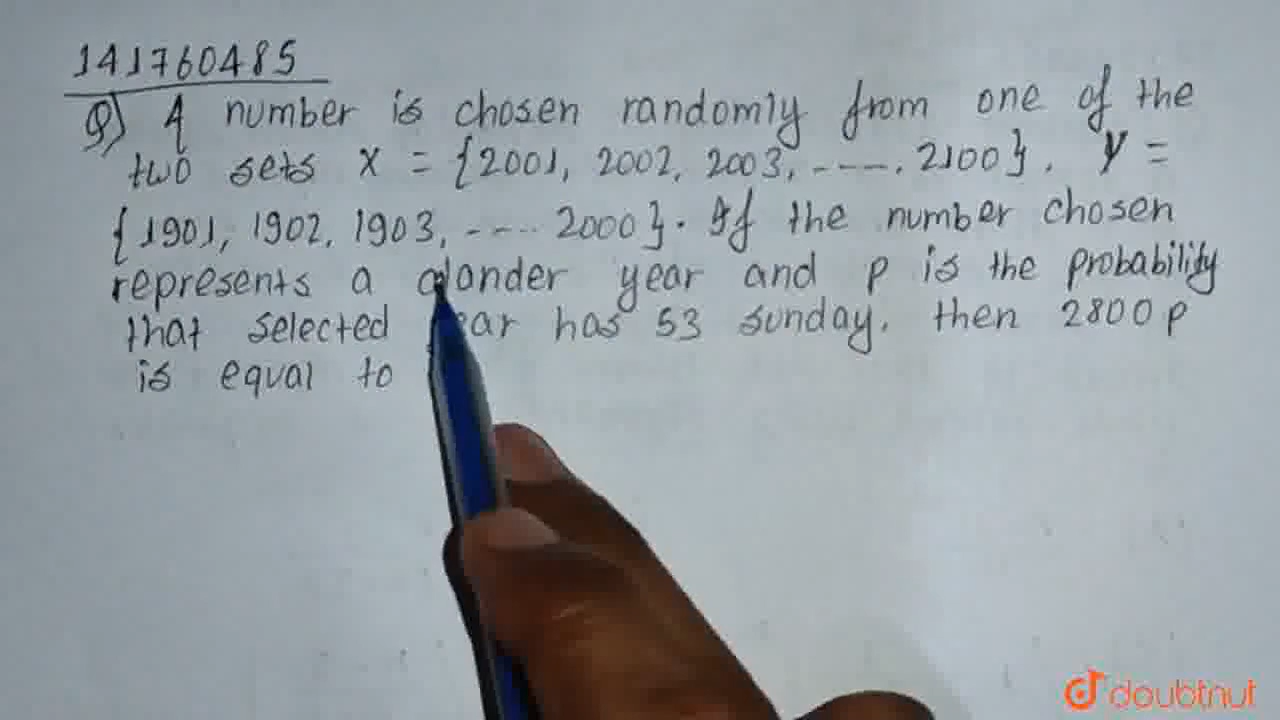 141760485
Q) A number is chosen randomly from one of the
two sets X = {2001, 2002, 2003, ----. 2100}. Y =
{1901, 1902, 1903, ---- 2000}. If the number chosen
represents a year and p is the probability
that selected has 53 sunday. then 2800p
is equal to
doubtnut